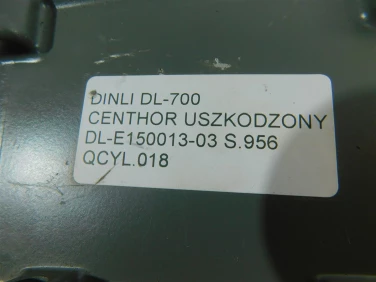 DINLI DL-700
CENTHOR USZKODZONY
DL-E150013-03 S.956
QCYL.018